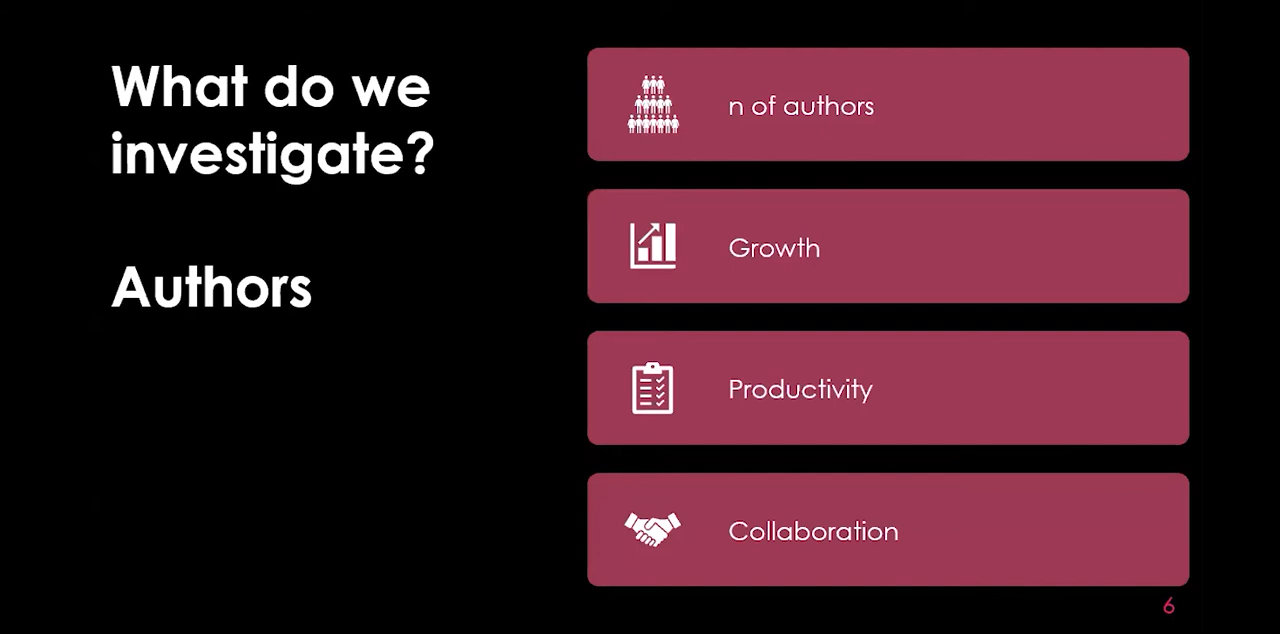 What do we
investigate?
Authors
n of authors
Growth
Productivity
Collaboration
6